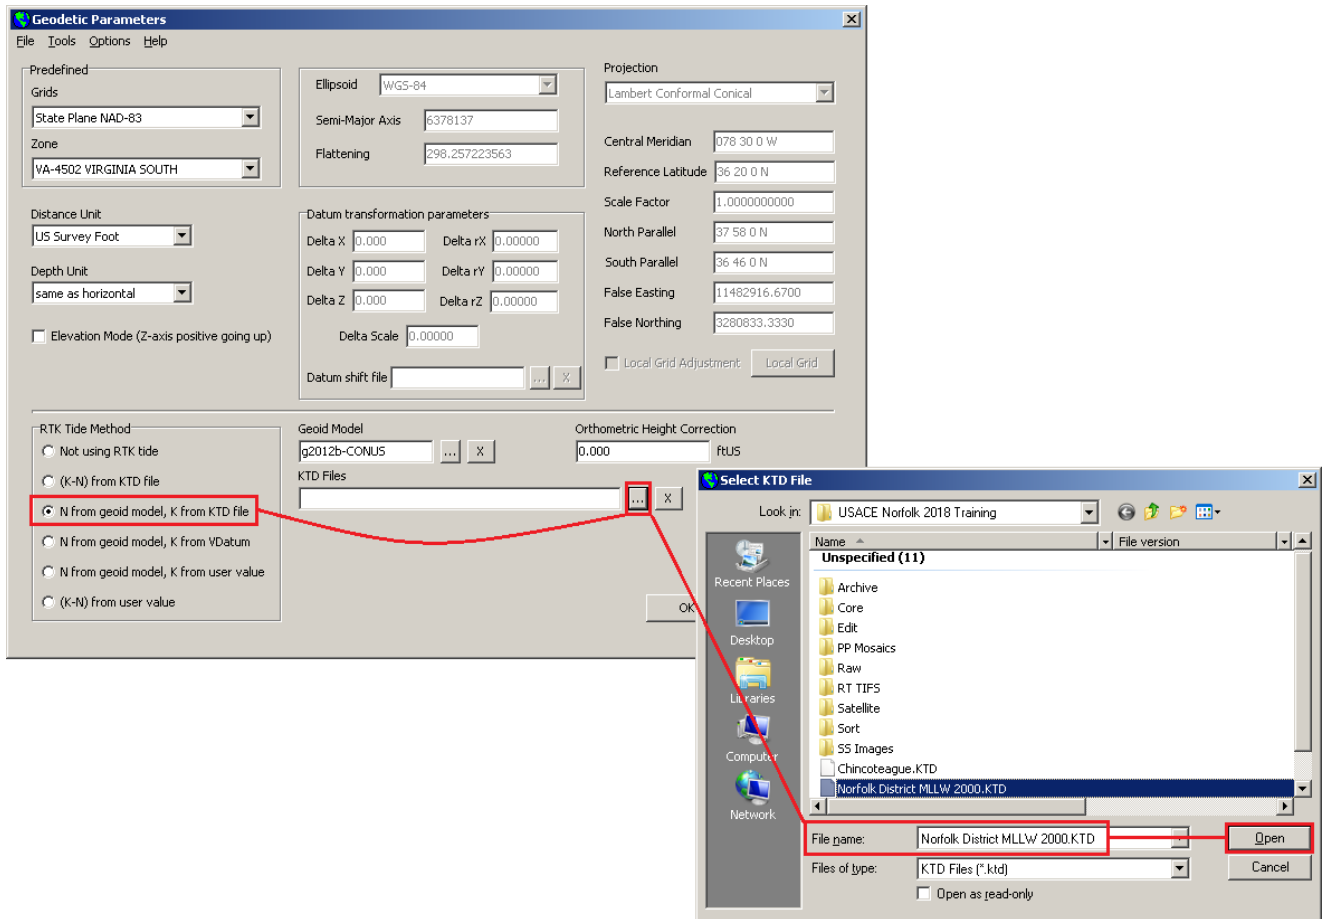 Geodetic Parameters
File Tools Options Help
Predefined
Grids
State Plane NAD-83
Zone
VA-4502 VIRGINIA SOUTH
Distance Unit
US Survey Foot
Depth Unit
same as horizontal
Elevation Mode (Z-axis positive going up)
Ellipsoid WGS-84
Semi-Major Axis 6378137
Flattening 298.257223563
Datum transformation parameters
Delta X 0.000 Delta rX 0.00000
Delta Y 0.000 Delta rY 0.00000
Delta Z 0.000 Delta rZ 0.00000
Delta Scale 0.00000
Datum shift file ... X
Projection
Lambert Conformal Conical
Central Meridian 078 30 0 W
Reference Latitude 36 20 0 N
Scale Factor 1.0000000000
North Parallel 37 58 0 N
South Parallel 36 46 0 N
False Easting 11482916.6700
False Northing 3280833.3330
Local Grid Adjustment Local Grid
RTK Tide Method
Not using RTK tide
(K-N) from KTD file
N from geoid model, K from KTD file
N from geoid model, K from VDatum
N from geoid model, K from user value
(K-N) from user value
Geoid Model
g2012b-CONUS ... X
Orthometric Height Correction
0.000 ftUS
KTD Files
... X
OK
Select KTD File
Look in: USACE Norfolk 2018 Training
Recent Places
Desktop
Libraries
Computer
Network
Name File version
Unspecified (11)
Archive
Core
Edit
PP Mosaics
Raw
RT TIFS
Satellite
Sort
SS Images
Chincoteague.KTD
Norfolk District MLLW 2000.KTD
File name: Norfolk District MLLW 2000.KTD Open
Files of type: KTD Files (*.ktd) Cancel
Open as read-only